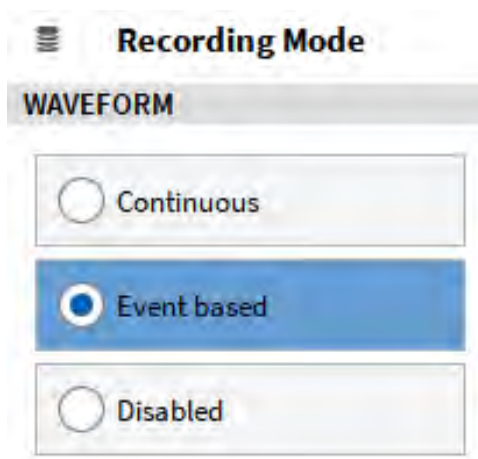 Recording Mode
WAVEFORM
Continuous
Event based
Disabled